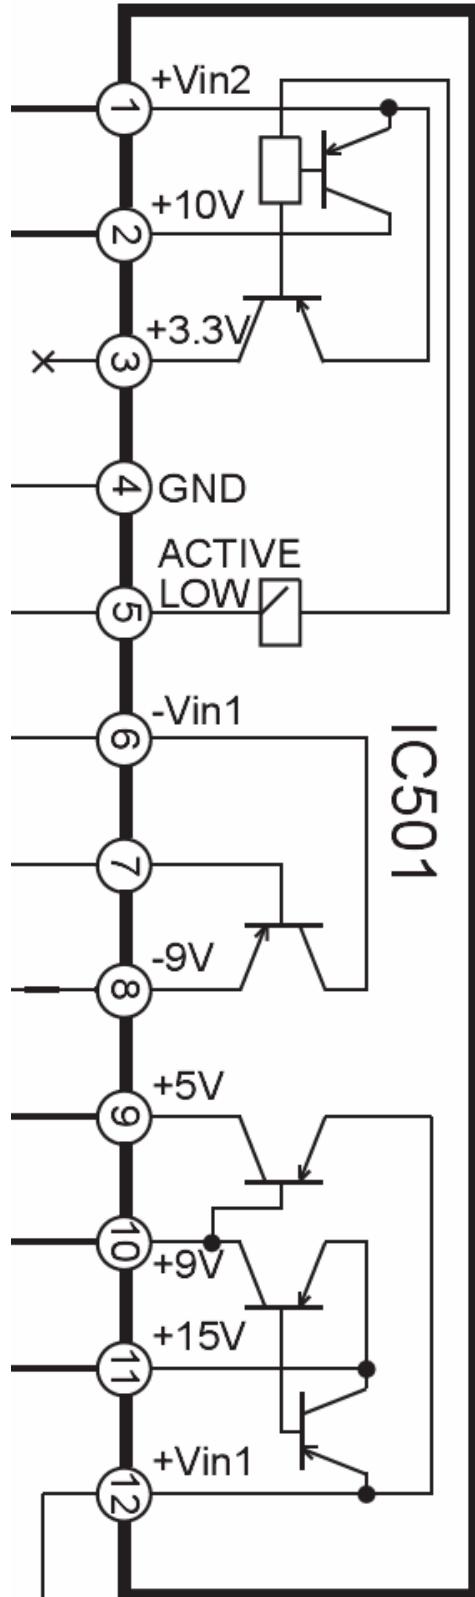 1
+Vin2
2
+10V
3
+3.3V
4
GND
ACTIVE
5
LOW
6
-Vin1
IC501
7
8
-9V
9
+5V
10
+9V
11
+15V
12
+Vin1